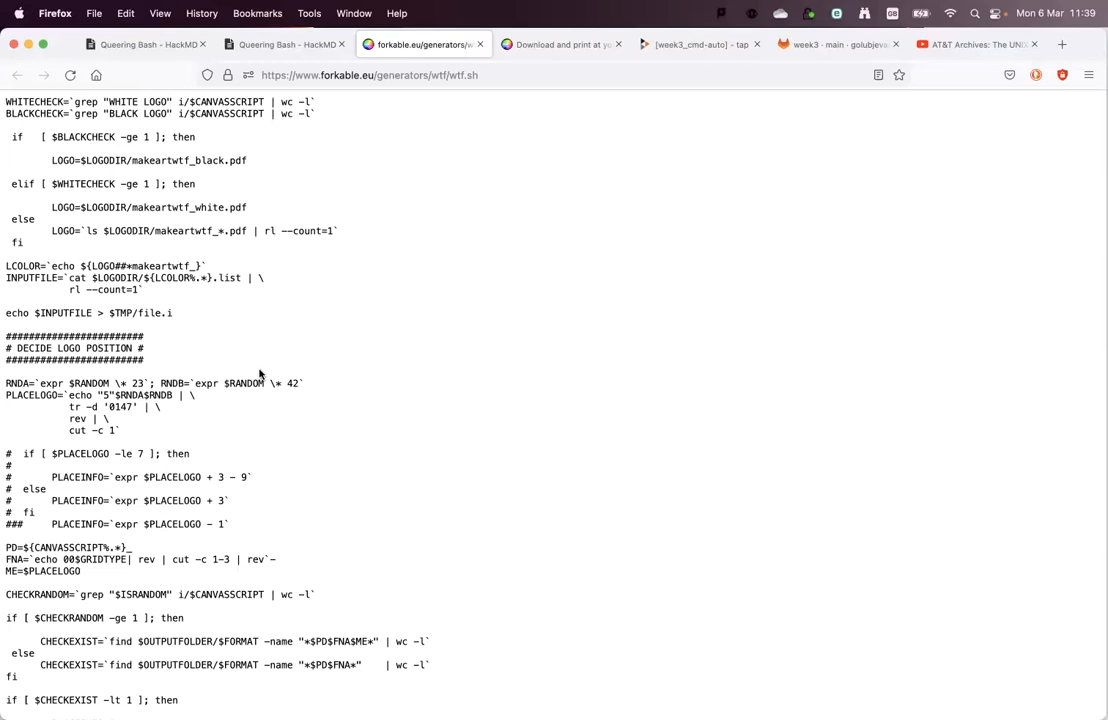 Firefox File Edit View History Bookmarks Tools Window Help GB Mon 6 Mar 11:39
Queering Bash - HackMD
Queering Bash - HackMD
forkable.eu/generators/w
Download and print at yo
[week3_cmd-auto] - tap
week3 · main · golubjeva
AT&T Archives: The UNI
https://www.forkable.eu/generators/wtf/wtf.sh
WHITECHECK=`grep "WHITE LOGO" i/$CANVASSCRIPT | wc -l`
BLACKCHECK=`grep "BLACK LOGO" i/$CANVASSCRIPT | wc -l`
if [ $BLACKCHECK -ge 1 ]; then
LOGO=$LOGODIR/makeartwtf_black.pdf
elif [ $WHITECHECK -ge 1 ]; then
LOGO=$LOGODIR/makeartwtf_white.pdf
else
LOGO=`ls $LOGODIR/makeartwtf_*.pdf | rl --count=1`
fi
LCOLOR=`echo ${LOGO##*makeartwtf_}`
INPUTFILE=`cat $LOGODIR/${LCOLOR%.*}.list | \
rl --count=1`
echo $INPUTFILE > $TMP/file.i
########################
# DECIDE LOGO POSITION #
########################
RNDA=`expr $RANDOM \* 23`; RNDB=`expr $RANDOM \* 42`
PLACELOGO=`echo "5"$RNDA$RNDB | \
tr -d '0147' | \
rev | \
cut -c 1`
# if [ $PLACELOGO -le 7 ]; then
#
# PLACEINFO=`expr $PLACELOGO + 3 - 9`
# else
# PLACEINFO=`expr $PLACELOGO + 3`
# fi
### PLACEINFO=`expr $PLACELOGO - 1`
PD=${CANVASSCRIPT%.*}_
FNA=`echo 00$GRIDTYPE| rev | cut -c 1-3 | rev`-
ME=$PLACELOGO
CHECKRANDOM=`grep "$ISRANDOM" i/$CANVASSCRIPT | wc -l`
if [ $CHECKRANDOM -ge 1 ]; then
CHECKEXIST=`find $OUTPUTFOLDER/$FORMAT -name "*$PD$FNA$ME*" | wc -l`
else
CHECKEXIST=`find $OUTPUTFOLDER/$FORMAT -name "*$PD$FNA*" | wc -l`
fi
if [ $CHECKEXIST -lt 1 ]; then